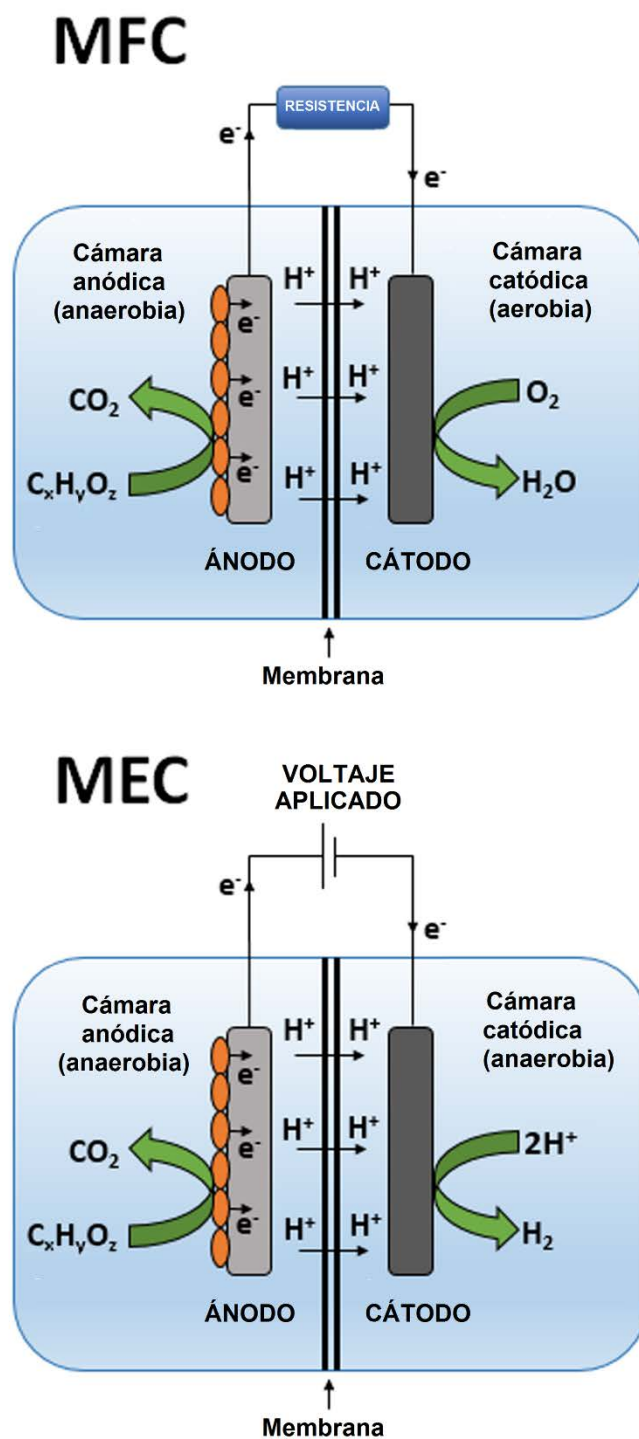 MFC
RESISTENCIA
e⁻
e⁻
Cámara
anódica
(anaerobia)
Cámara
catódica
(aerobia)
H⁺ H⁺
e⁻
H⁺ H⁺
e⁻
CO₂
O₂
H⁺ H⁺
e⁻
CₓHᵧO_z
H₂O
ÁNODO CÁTODO
Membrana
MEC
VOLTAJE
APLICADO
e⁻
e⁻
Cámara
anódica
(anaerobia)
Cámara
catódica
(anaerobia)
H⁺ H⁺
e⁻
H⁺ H⁺
e⁻
CO₂
2H⁺
H⁺ H⁺
e⁻
CₓHᵧO_z
H₂
ÁNODO CÁTODO
Membrana